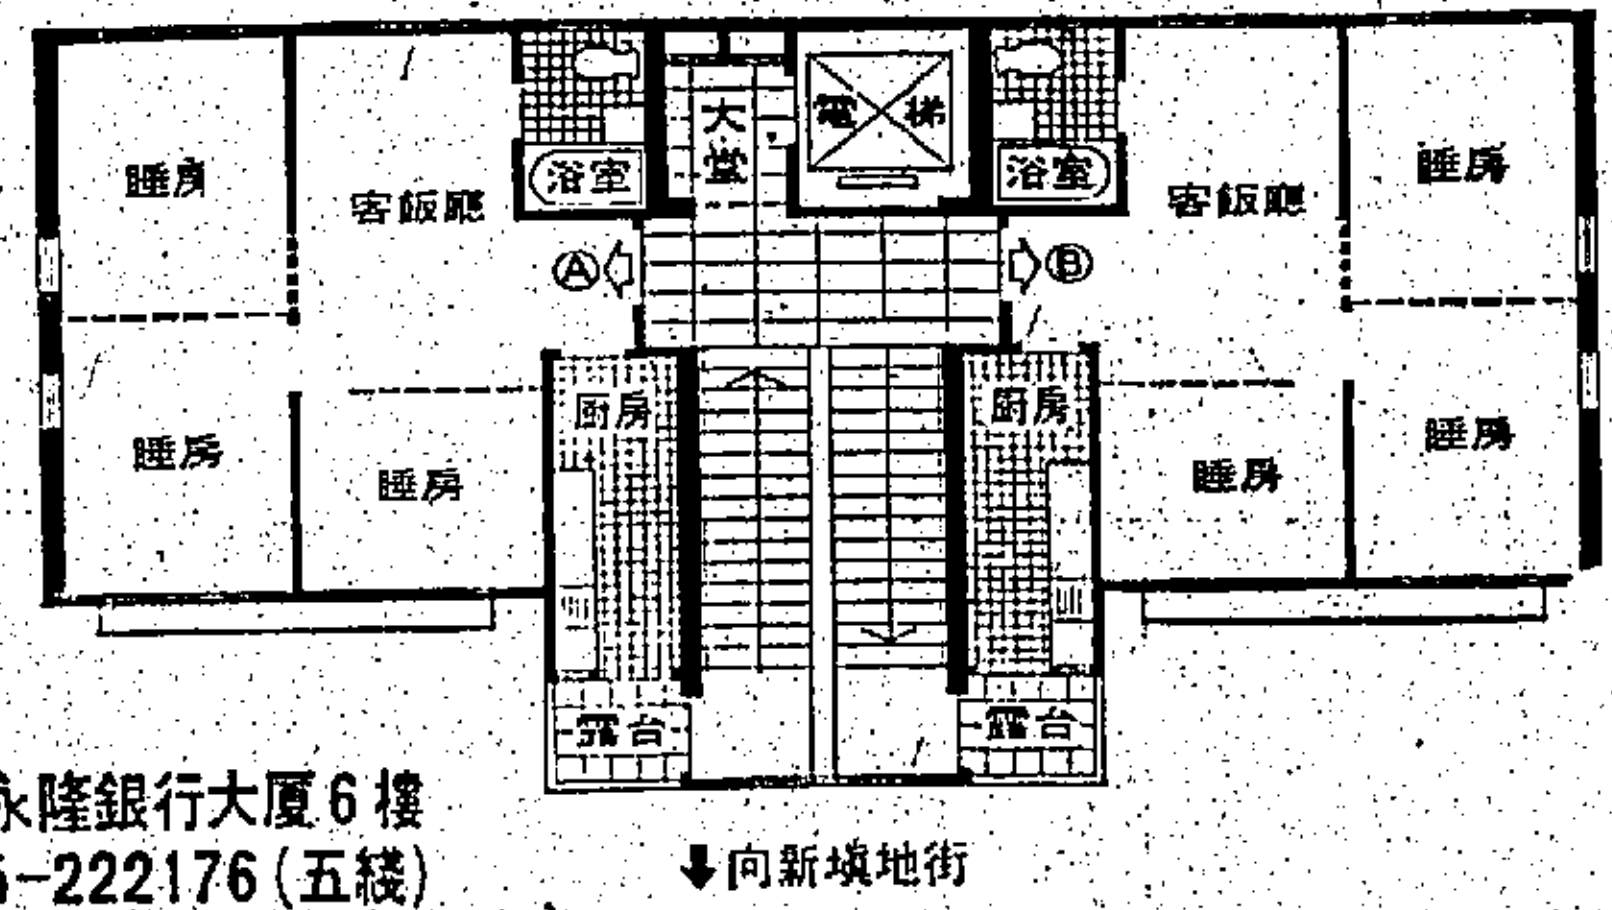 睡房
客飯廳
浴室
大堂
電梯
浴室
客飯廳
睡房
A
B
睡房
睡房
廚房
廚房
睡房
睡房
露台
露台
永隆銀行大厦6樓
5-222176(五綫)
向新填地街